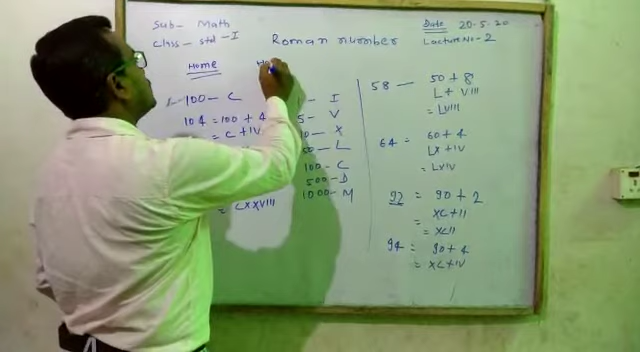 Sub- Math
Class- Std-I
Roman number
Date 20-5-20
Lacture No-2
Home
100- C
104 = 100 + 4
= C + IV
= CXXVIII
- I
5- V
- X
- L
100- C
500- D
1000- M
58 — 50 + 8
L + VIII
= LVIII
64 = 60 + 4
LX + IV
= LXIV
92 = 90 + 2
= XC + II
= XCII
94 = 90 + 4
= XC + IV